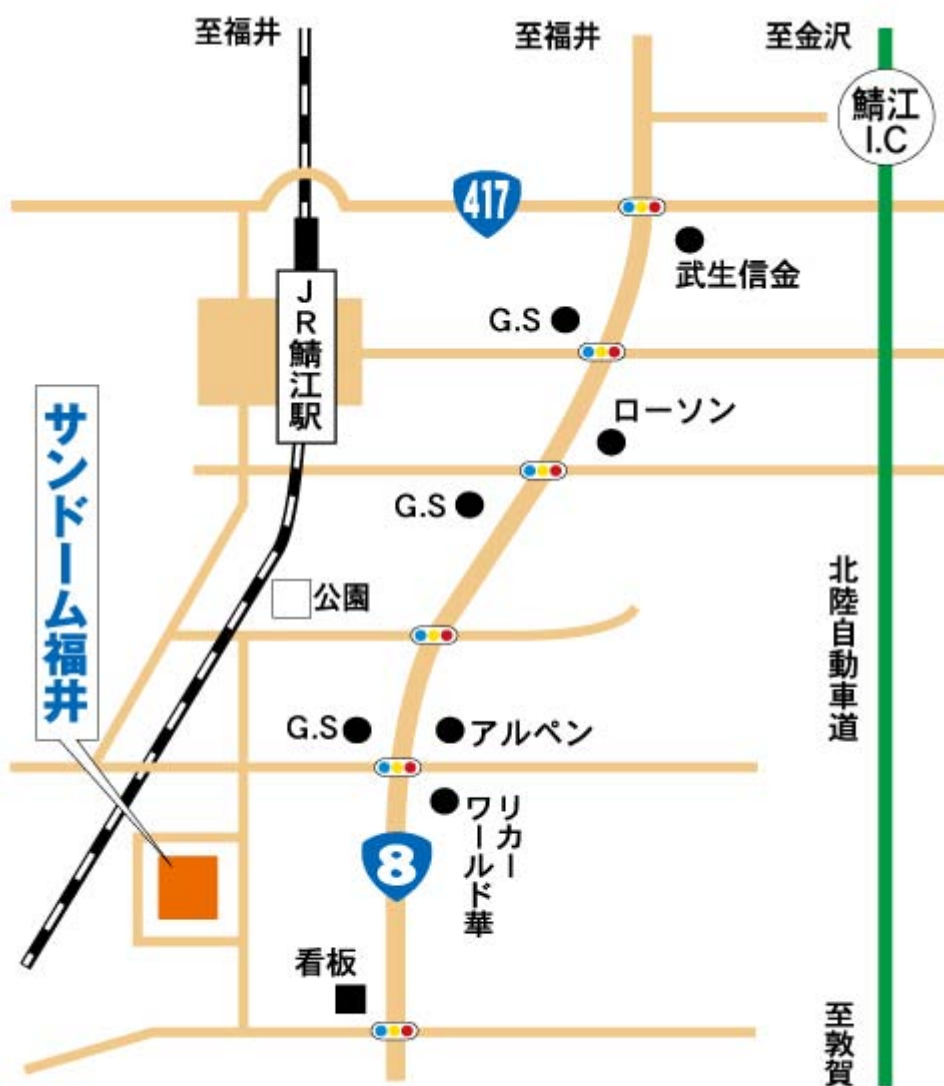 至福井
至福井
至金沢
鯖江
I.C
417
武生信金
JR鯖江駅
G.S
ローソン
サンドーム福井
G.S
公園
北陸自動車道
G.S
アルペン
リカー
ワールド華
8
看板
至敦賀